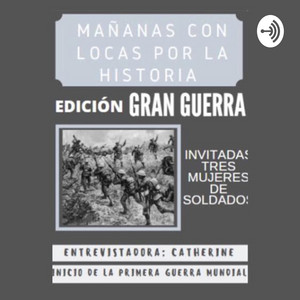 MAÑANAS CON
LOCAS POR LA
HISTORIA
EDICIÓN GRAN GUERRA
INVITADAS
TRES
MUJERES
DE
SOLDADOS
ENTREVISTADORA: CATHERINE
INICIO DE LA PRIMERA GUERRA MUNDIAL